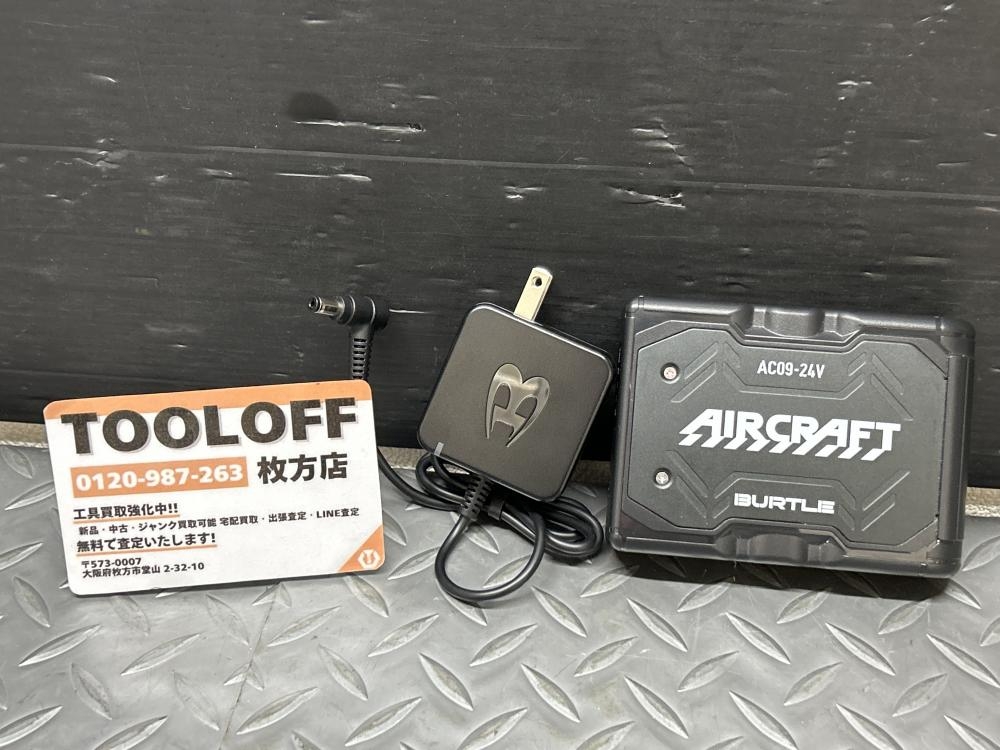 TOOLOFF
0120-987-263 枚方店
工具買取強化中!!
新品・中古・ジャンク買取可能 宅配買取・出張査定・LINE査定
無料で査定いたします!
〒573-0007
大阪府枚方市堂山 2-32-10
AC09-24V
AIRCRAFT
BURTLE